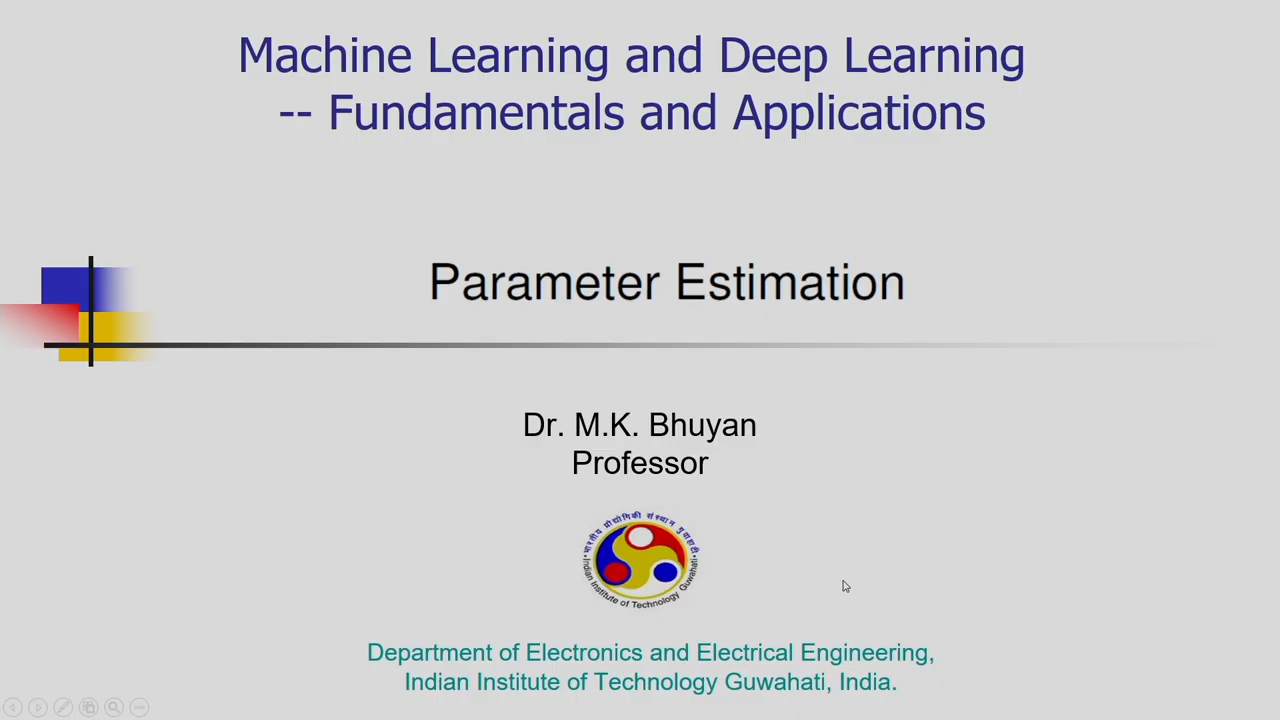 Machine Learning and Deep Learning
-- Fundamentals and Applications
Parameter Estimation
Dr. M.K. Bhuyan
Professor
भारतीय प्रौद्योगिकी संस्थान गुवाहाटी
Indian Institute of Technology Guwahati
Department of Electronics and Electrical Engineering,
Indian Institute of Technology Guwahati, India.